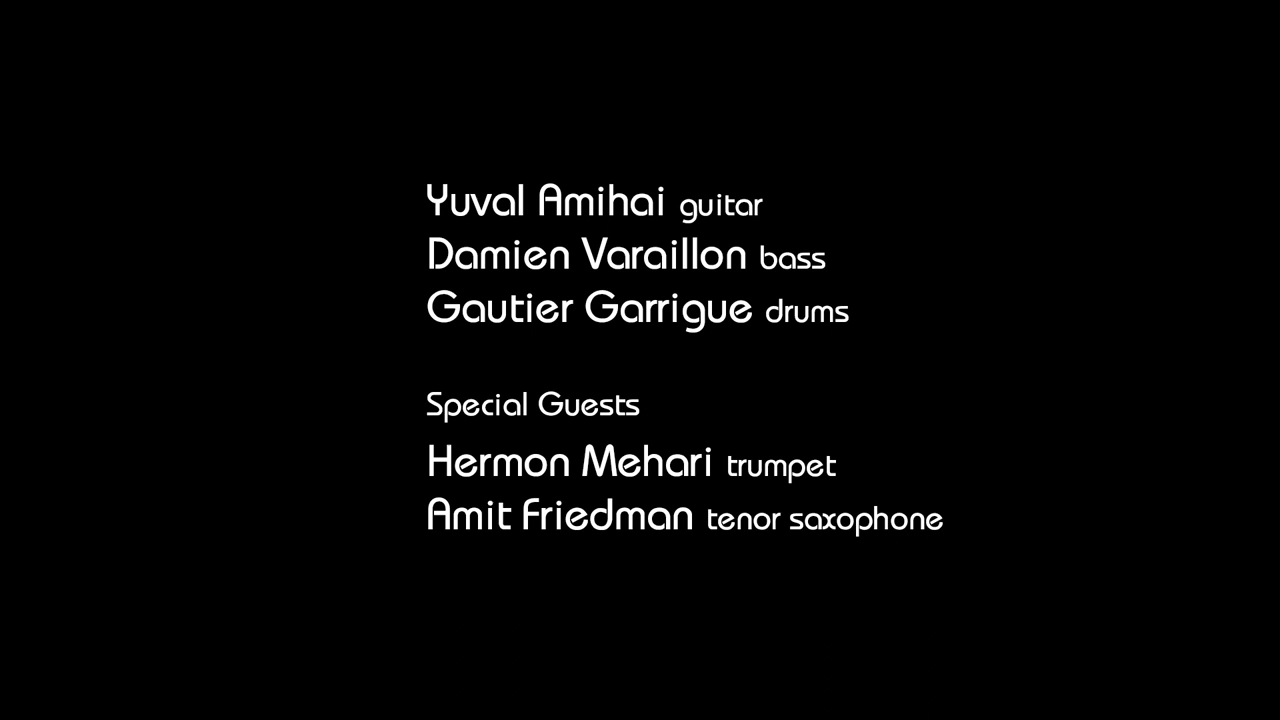 Yuval Amihai guitar
Damien Varaillon bass
Gautier Garrigue drums
Special Guests
Hermon Mehari trumpet
Amit Friedman tenor saxophone